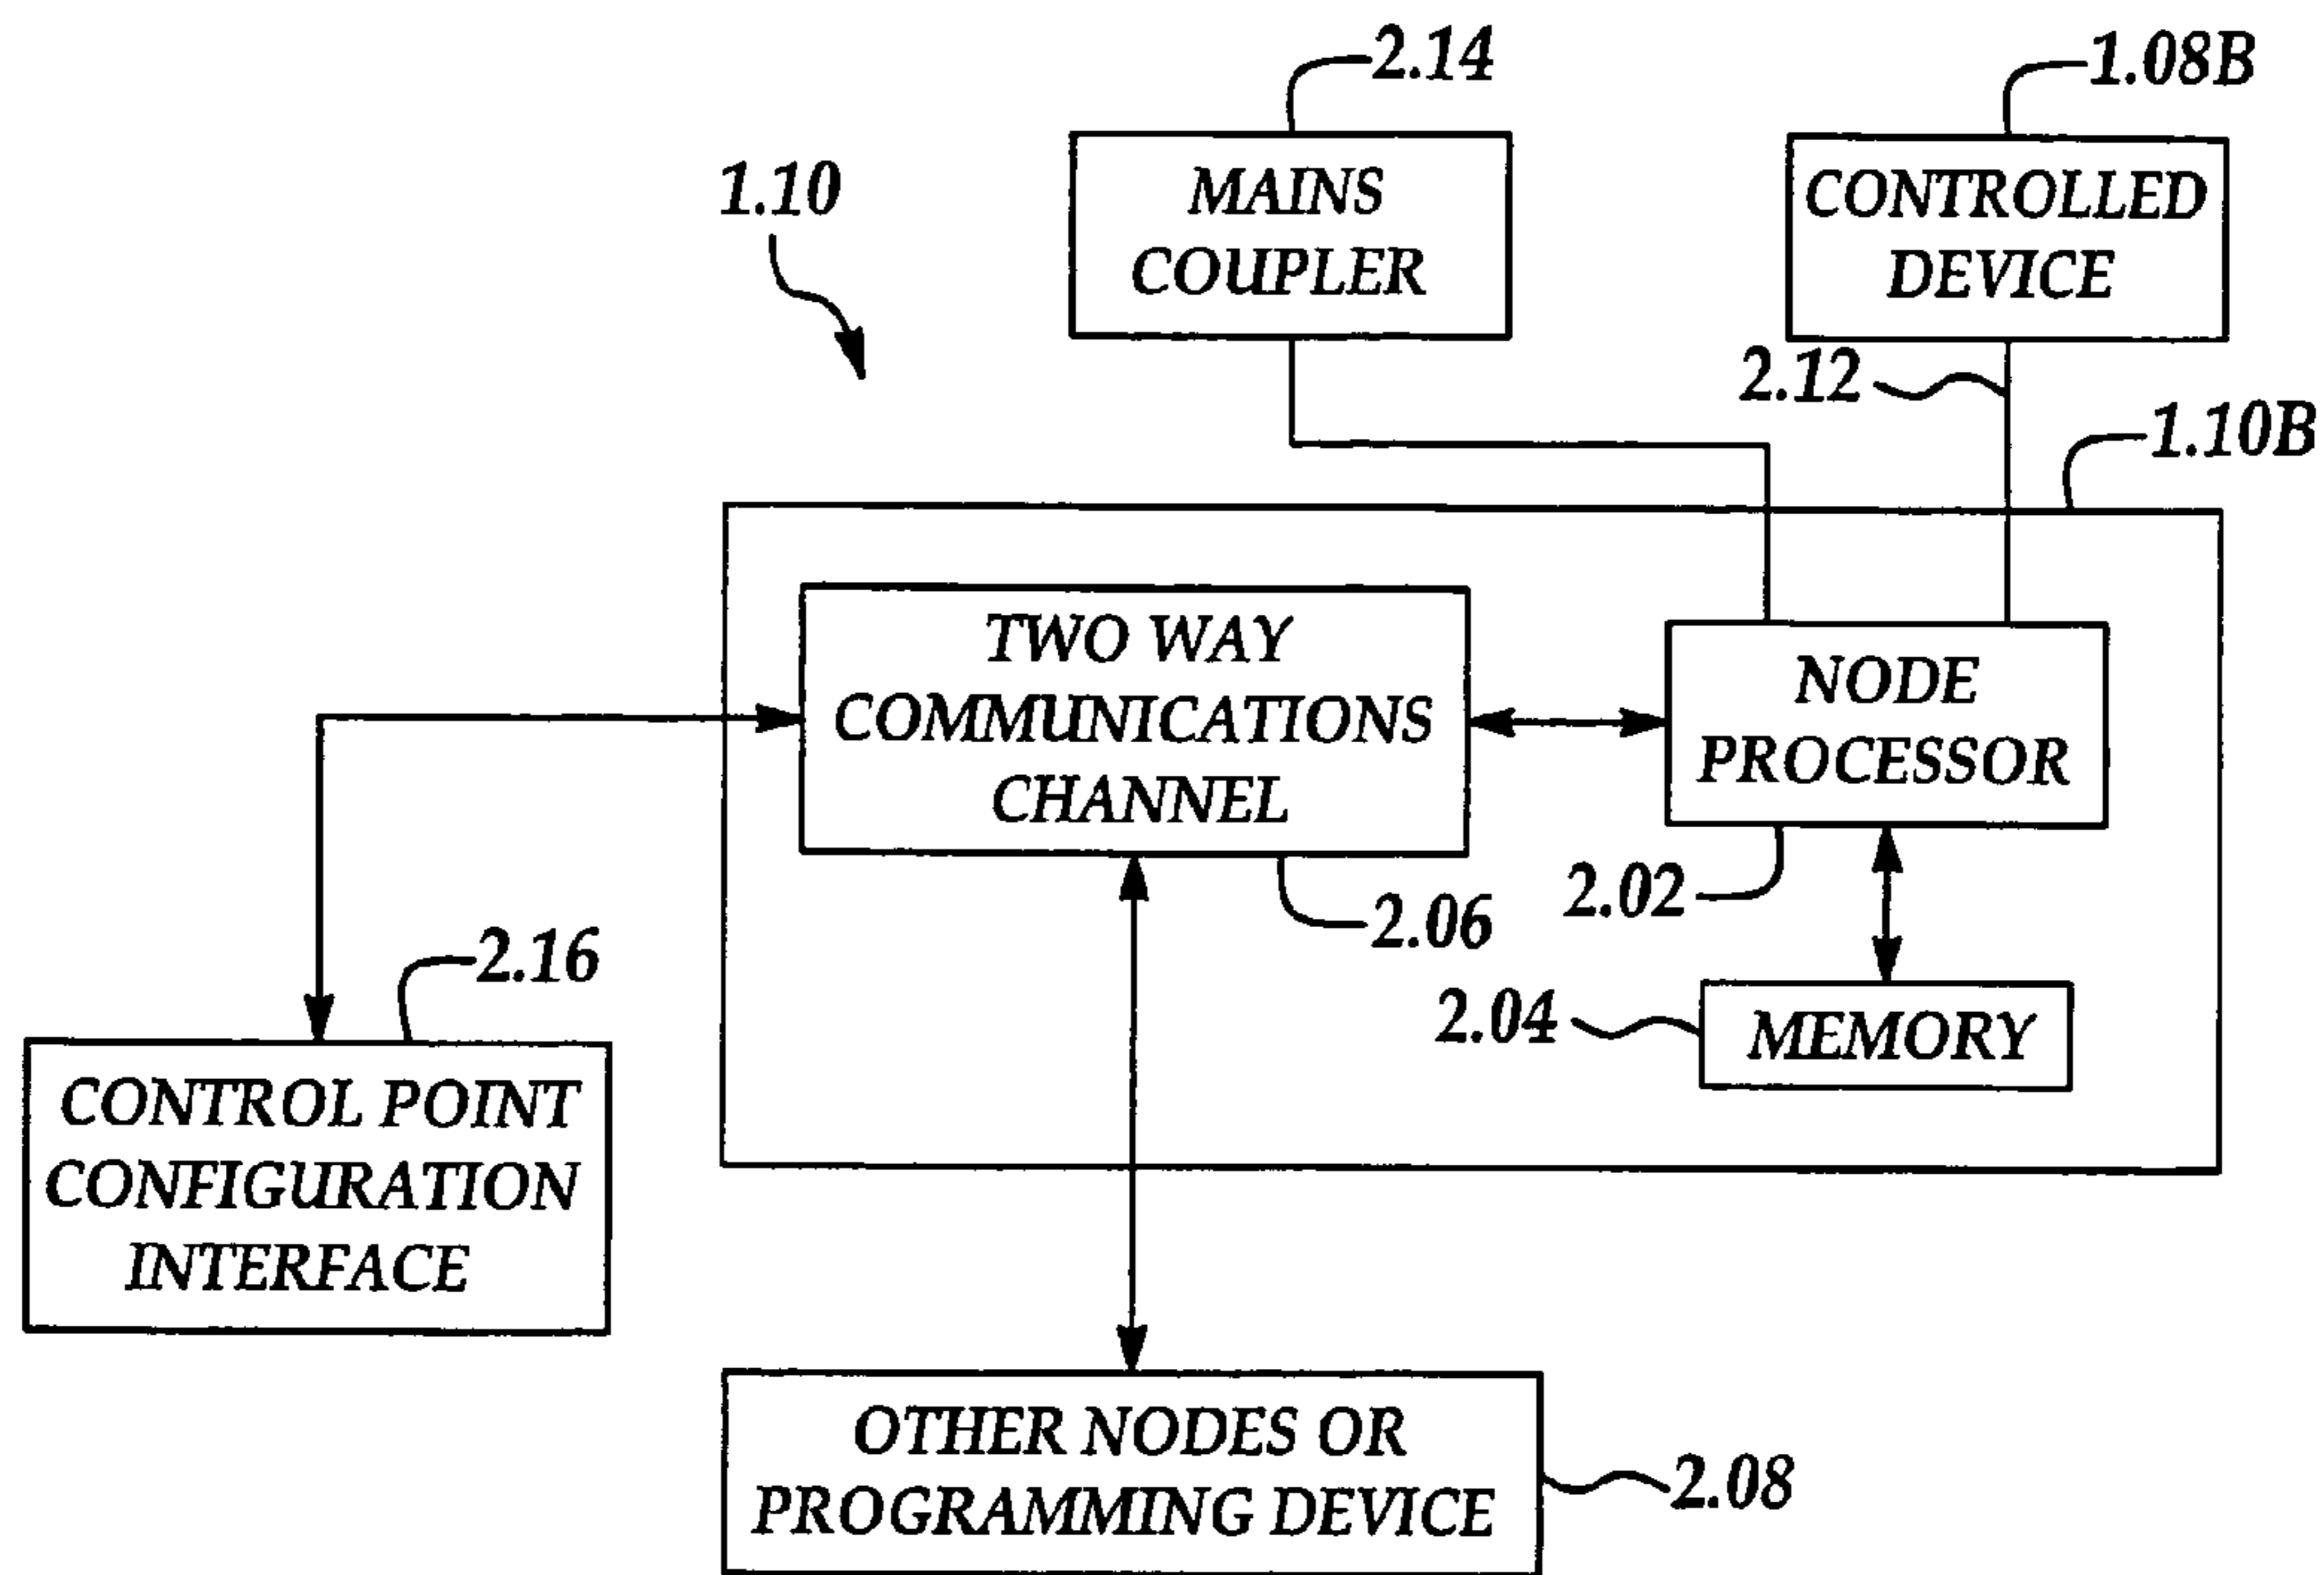 2.14
1.08B
1.10
MAINS
COUPLER
CONTROLLED
DEVICE
2.12
1.10B
TWO WAY
COMMUNICATIONS
CHANNEL
NODE
PROCESSOR
2.02
2.06
2.16
2.04
MEMORY
CONTROL POINT
CONFIGURATION
INTERFACE
OTHER NODES OR
PROGRAMMING DEVICE
2.08